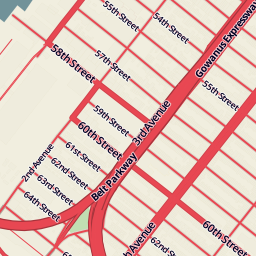 55th Street
54th Street
58th Street
57th Street
Gowanus Expressway
55th Street
59th Street
3rd Avenue
60th Street
61st Street
2nd Avenue
62nd Street
Belt Parkway
63rd Street
64th Street
Avenue
60th Street
62nd Street